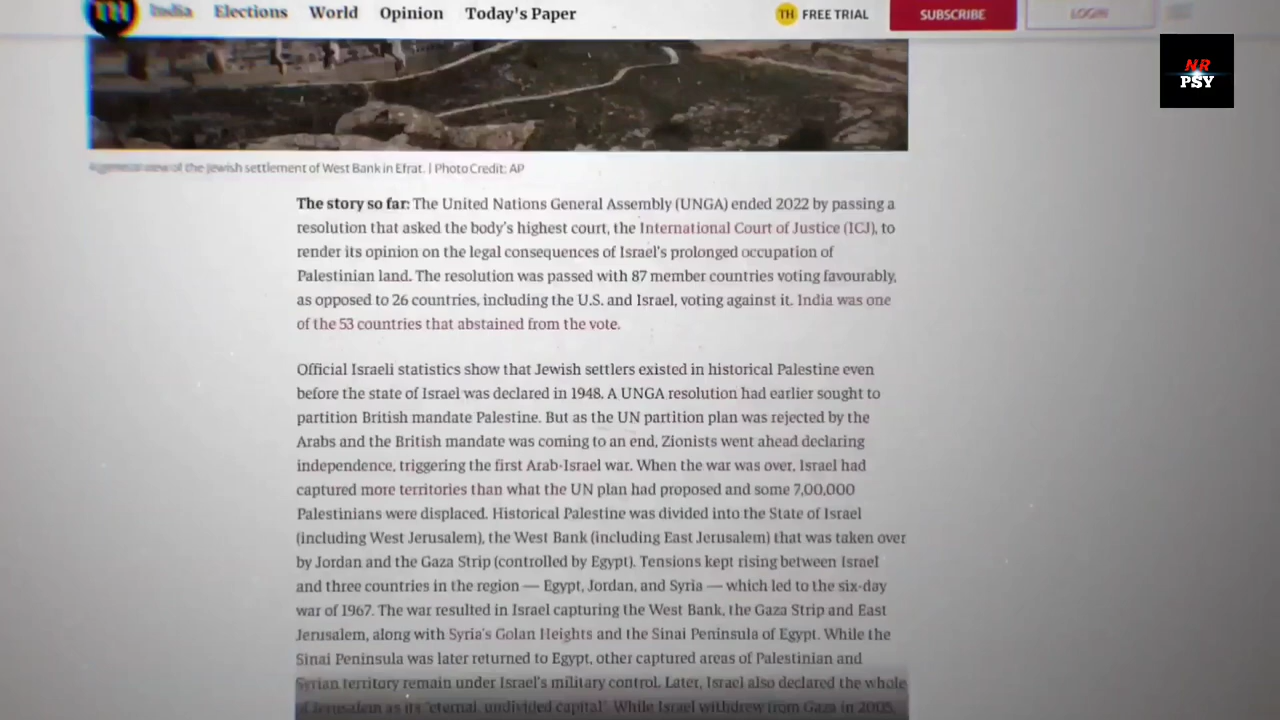 TH India Elections World Opinion Today's Paper TH FREE TRIAL SUBSCRIBE LOGIN
NR
PSY
view of the Jewish settlement of West Bank in Efrat. | Photo Credit: AP
The story so far: The United Nations General Assembly (UNGA) ended 2022 by passing a
resolution that asked the body's highest court, the International Court of Justice (ICJ), to
render its opinion on the legal consequences of Israel's prolonged occupation of
Palestinian land. The resolution was passed with 87 member countries voting favourably,
as opposed to 26 countries, including the U.S. and Israel, voting against it. India was one
of the 53 countries that abstained from the vote.
Official Israeli statistics show that Jewish settlers existed in historical Palestine even
before the state of Israel was declared in 1948. A UNGA resolution had earlier sought to
partition British mandate Palestine. But as the UN partition plan was rejected by the
Arabs and the British mandate was coming to an end, Zionists went ahead declaring
independence, triggering the first Arab-Israel war. When the war was over, Israel had
captured more territories than what the UN plan had proposed and some 7,00,000
Palestinians were displaced. Historical Palestine was divided into the State of Israel
(including West Jerusalem), the West Bank (including East Jerusalem) that was taken over
by Jordan and the Gaza Strip (controlled by Egypt). Tensions kept rising between Israel
and three countries in the region — Egypt, Jordan, and Syria — which led to the six-day
war of 1967. The war resulted in Israel capturing the West Bank, the Gaza Strip and East
Jerusalem, along with Syria's Golan Heights and the Sinai Peninsula of Egypt. While the
Sinai Peninsula was later returned to Egypt, other captured areas of Palestinian and
Syrian territory remain under Israel's military control. Later, Israel also declared the whole
of Jerusalem as its 'eternal, undivided capital'. While Israel withdrew from Gaza in 2005,